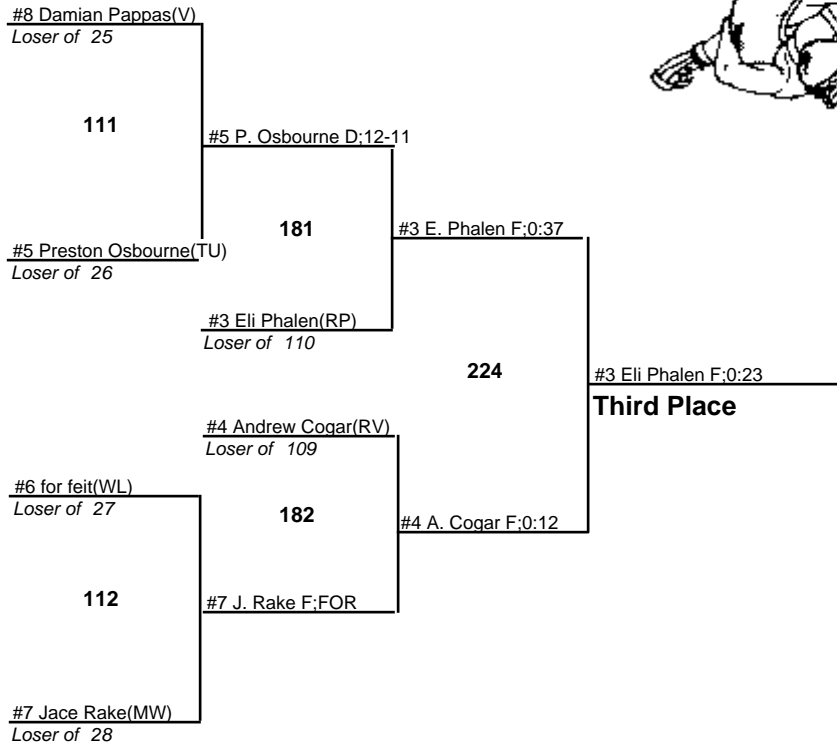 #8 Damian Pappas(V)
Loser of 25
111
#5 P. Osbourne D;12-11
#5 Preston Osbourne(TU)
Loser of 26
181
#3 E. Phalen F;0:37
#3 Eli Phalen(RP)
Loser of 110
224
#3 Eli Phalen F;0:23
Third Place
#4 Andrew Cogar(RV)
Loser of 109
#6 for feit(WL)
Loser of 27
182
#4 A. Cogar F;0:12
112
#7 J. Rake F;FOR
#7 Jace Rake(MW)
Loser of 28